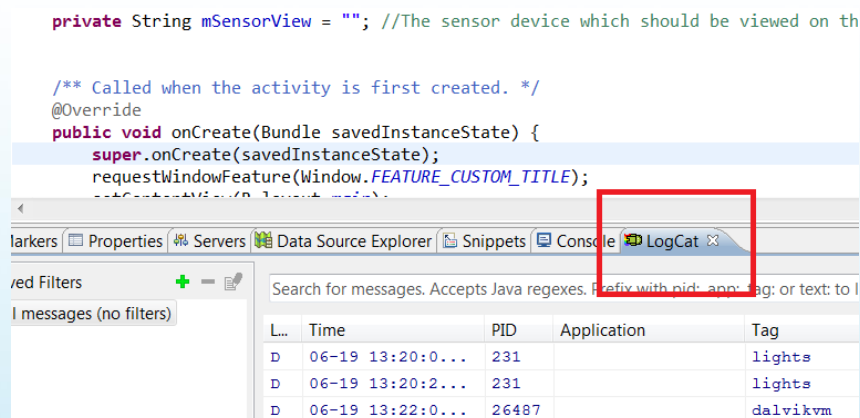 private String mSensorView = ""; //The sensor device which should be viewed on th
/** Called when the activity is first created. */
@Override
public void onCreate(Bundle savedInstanceState) {
super.onCreate(savedInstanceState);
requestWindowFeature(Window.FEATURE_CUSTOM_TITLE);
Markers Properties Servers Data Source Explorer Snippets Console LogCat
ved Filters
Search for messages. Accepts Java regexes. Prefix with pid: app: tag: or text: to l
l messages (no filters)
L... Time PID Application Tag
D 06-19 13:20:0... 231 lights
D 06-19 13:20:2... 231 lights
D 06-19 13:22:0... 26487 dalvikvm